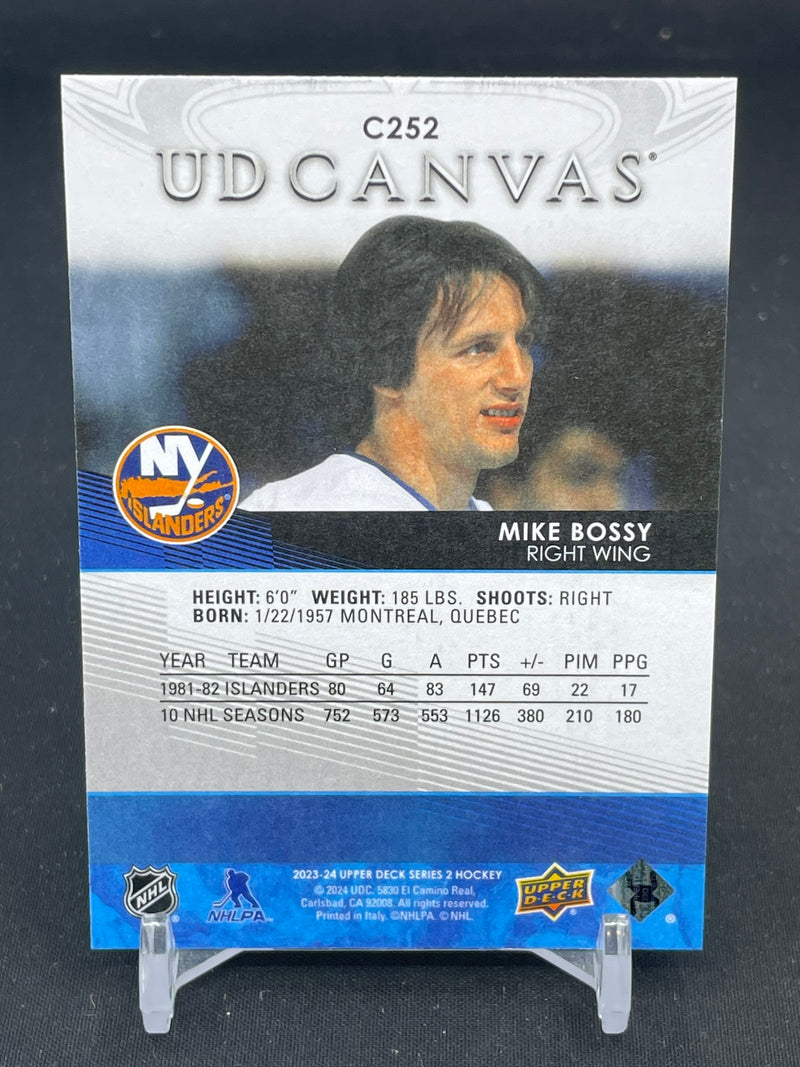 C252
UD CANVAS®
NY
ISLANDERS
MIKE BOSSY
RIGHT WING
HEIGHT: 6'0" WEIGHT: 185 LBS. SHOOTS: RIGHT
BORN: 1/22/1957 MONTREAL, QUEBEC
YEAR TEAM GP G A PTS +/- PIM PPG
1981-82 ISLANDERS 80 64 83 147 69 22 17
10 NHL SEASONS 752 573 553 1126 380 210 180
2023-24 UPPER DECK SERIES 2 HOCKEY
© 2024 UDC. 5830 El Camino Real,
Carlsbad, CA 92008. All rights reserved.
Printed in Italy. ©NHLPA. © NHL.
NHL ®
NHLPA
UPPER
D·E·C·K
®